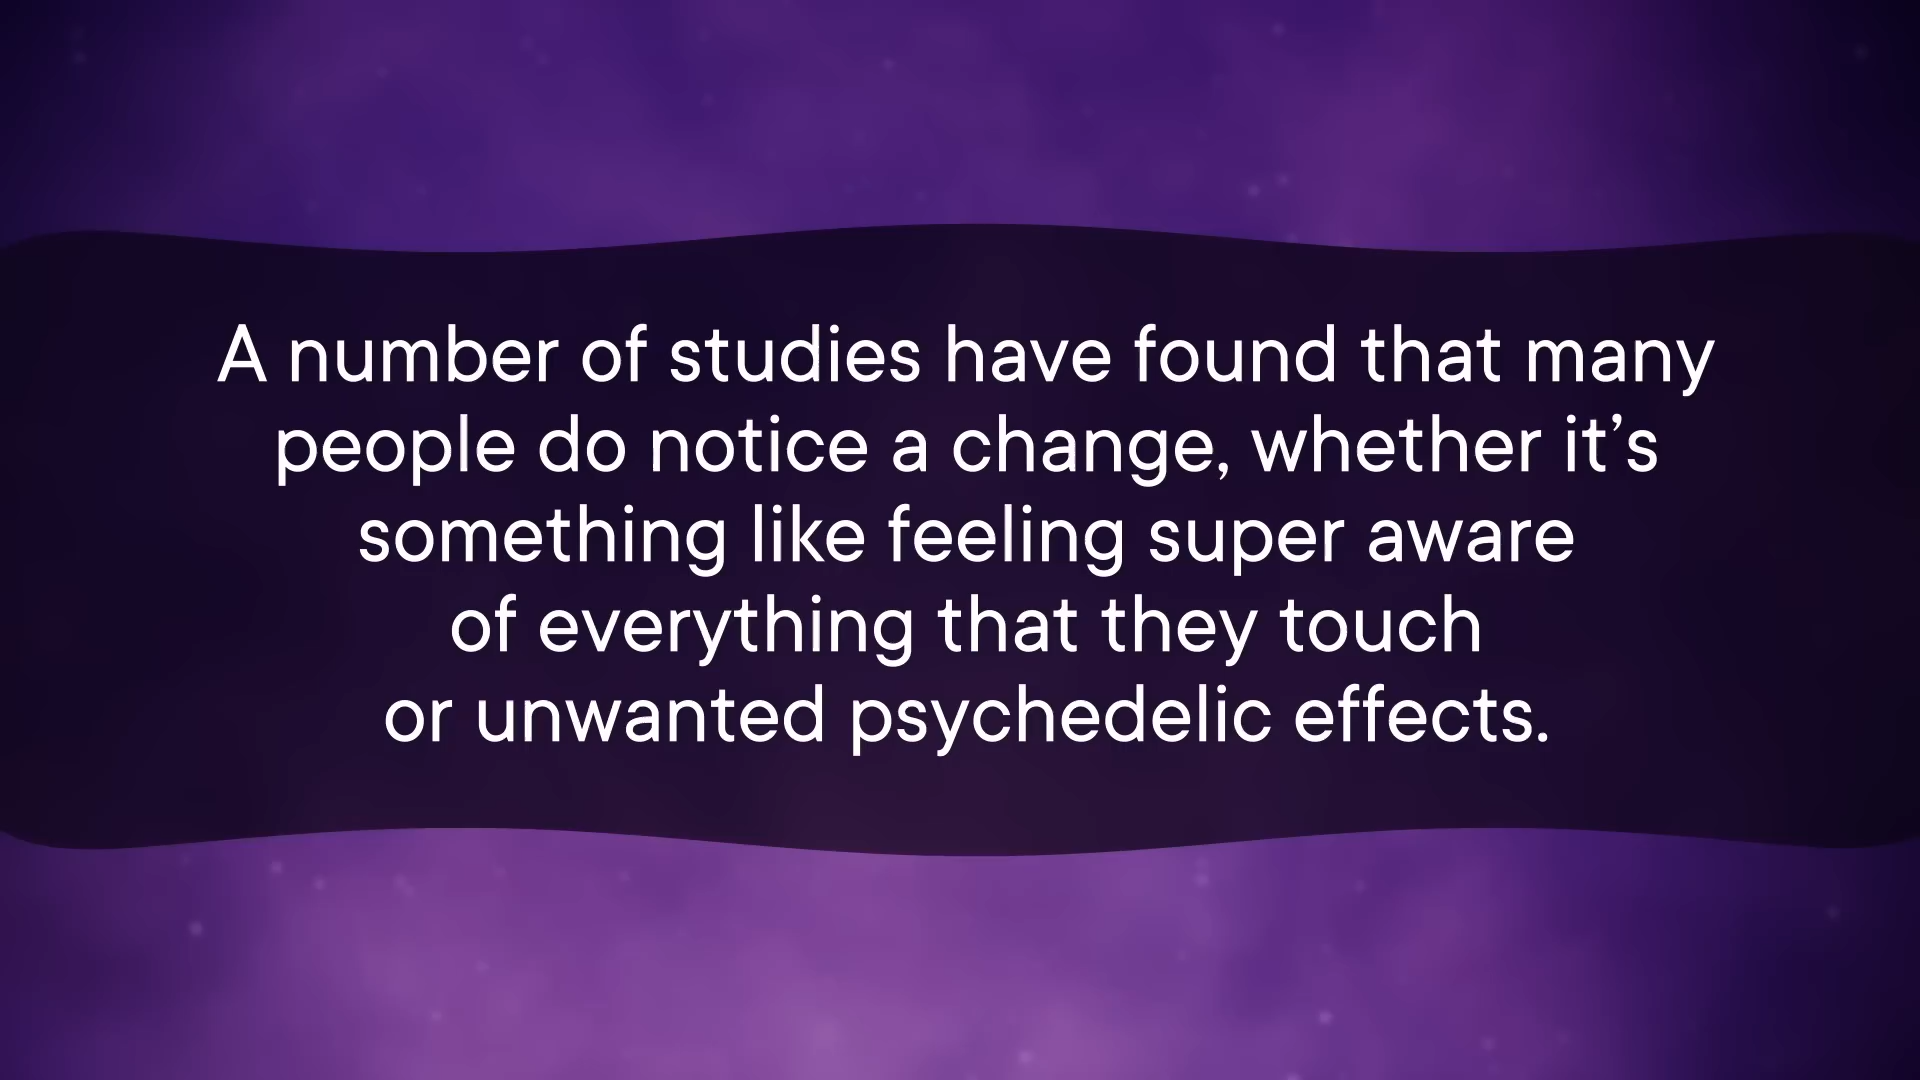 A number of studies have found that many
people do notice a change, whether it’s
something like feeling super aware
of everything that they touch
or unwanted psychedelic effects.